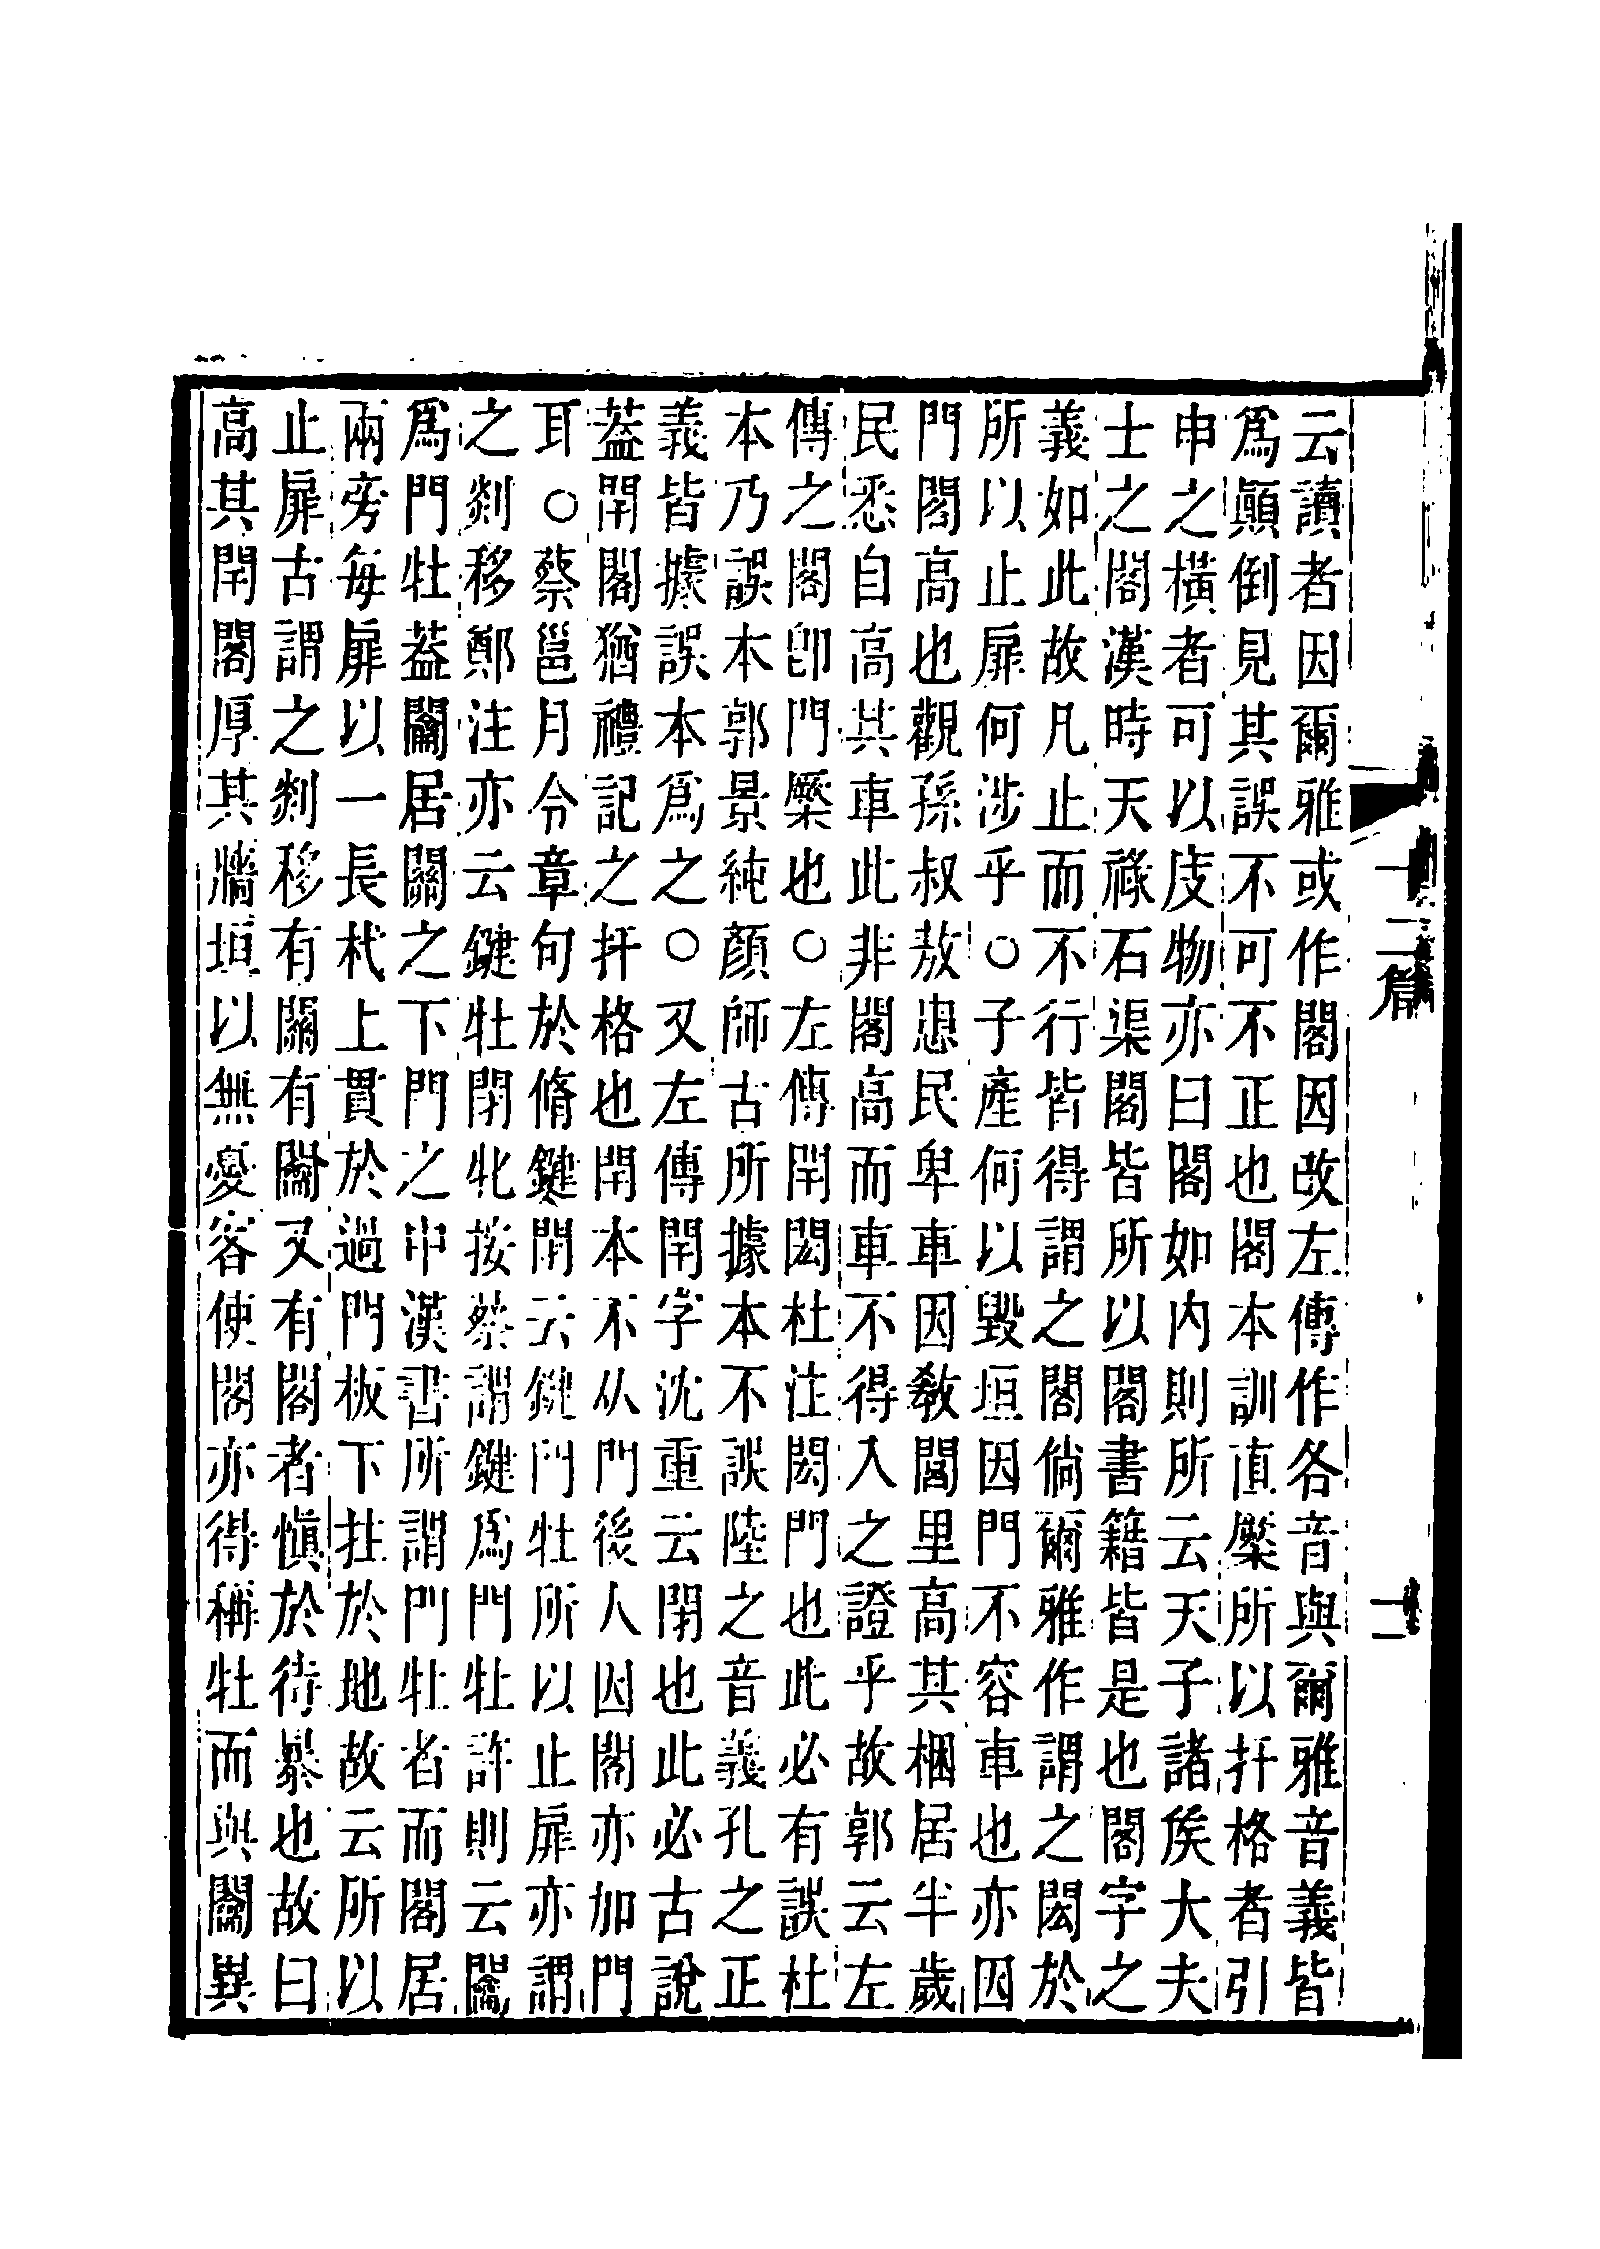 云讀者因爾雅或作閣因改左傳作各音與爾雅音義皆
爲顚倒見其誤不可不正也閣本訓直橜所以扞格者引
申之橫者可以庋物亦曰閣如内則所云天子諸矦大夫
士之閣漢時天祿石渠閣皆所以閣書籍皆是也閣字之
義如此故凡止而不行皆得謂之閣倘爾雅作謂之閎於
所以止扉何涉乎○子產何以毀垣因門不容車也亦因
門閣高也觀孫叔敖患民卑車因敎閭里高其梱居半歲
民悉自高其車此非閣高而車不得入之證乎故郭云左
傳之閣卽門橜也○左傳閈閎杜注閎門也此必有誤杜
本乃誤本郭景純顏師古所據本不誤陸之音義孔之正
義皆據誤本爲之○又左傳閈字沈重云閉也此必古說
葢閈閣猶禮記之扞格也閈本不从門後人因閣亦加門
耳○蔡邕月令章句於脩鍵閉云鍵門牡所以止扉亦謂
之剡移鄭注亦云鍵牡閉牝按蔡謂鍵爲門牡許則云闗
爲門牡葢闗居關之下門之中漢書所謂門牡者而閣居
兩旁每扉以一長杙上貫於過門板下拄於地故云所以
止扉古謂之剡移有關有闗又有閣者愼於待暴也故曰
高其閈閣厚其牆垣以無憂客使閣亦得稱牡而與闗異
十二篇
十二